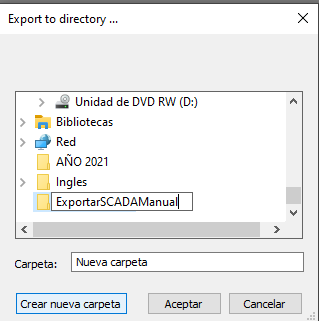 Export to directory ...
Unidad de DVD RW (D:)
Bibliotecas
Red
AÑO 2021
Ingles
ExportarSCADAManual
Carpeta: Nueva carpeta
Crear nueva carpeta Aceptar Cancelar